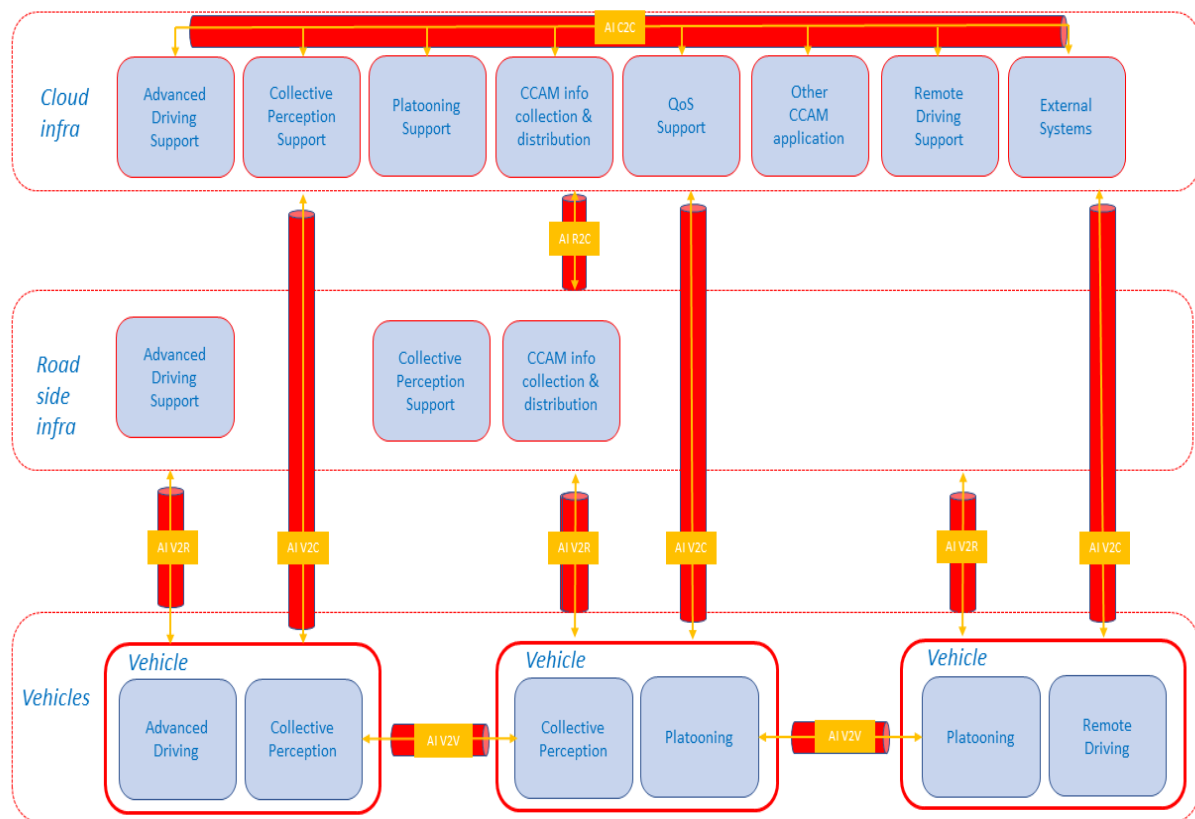 AI C2C
Cloud
infra
Advanced
Driving
Support
Collective
Perception
Support
Platooning
Support
CCAM info
collection &
distribution
QoS
Support
Other
CCAM
application
Remote
Driving
Support
External
Systems
AI R2C
Road
side
infra
Advanced
Driving
Support
Collective
Perception
Support
CCAM info
collection &
distribution
AI V2R
AI V2C
AI V2R
AI V2C
AI V2R
AI V2C
Vehicles
Vehicle
Advanced
Driving
Collective
Perception
AI V2V
Vehicle
Collective
Perception
Platooning
AI V2V
Vehicle
Platooning
Remote
Driving